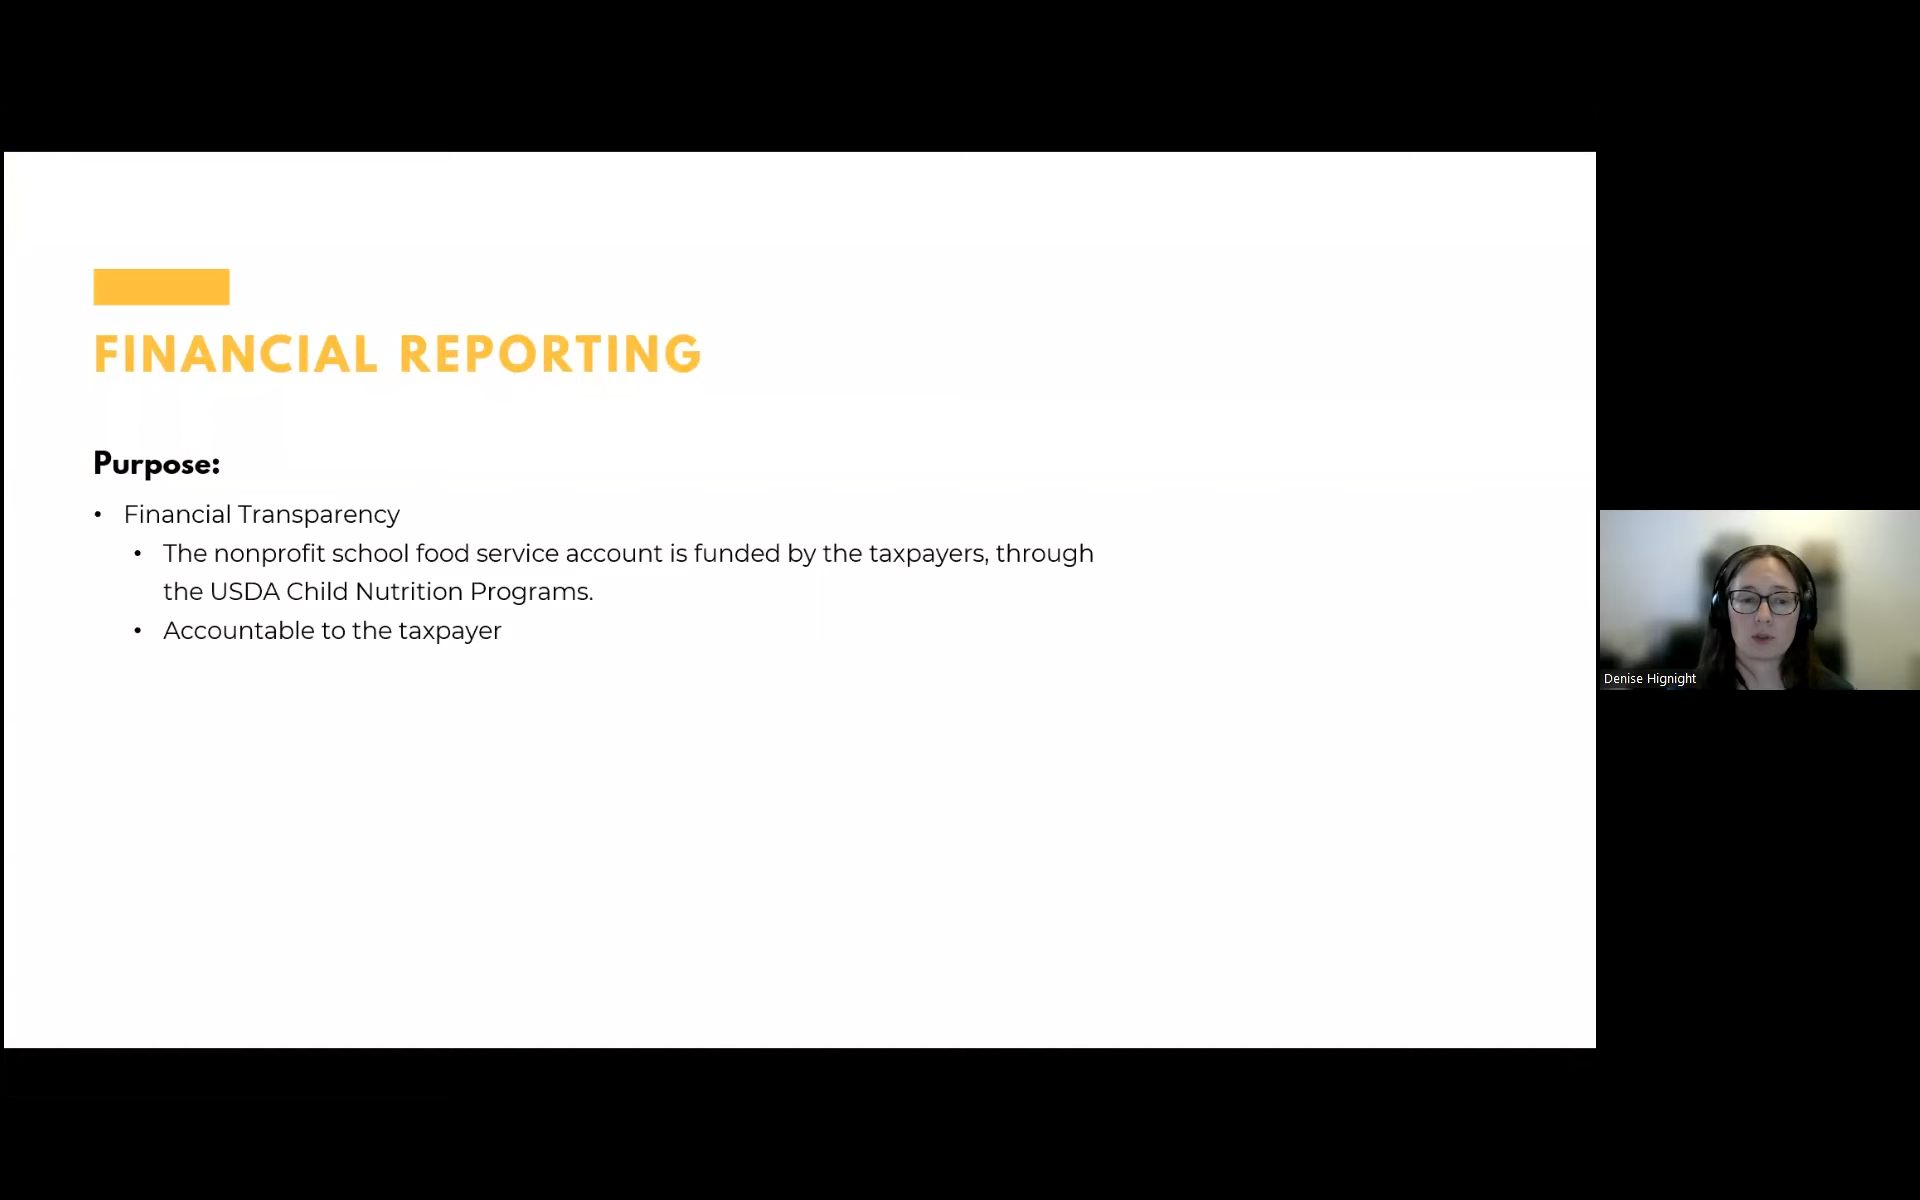 FINANCIAL REPORTING
Purpose:
• Financial Transparency
• The nonprofit school food service account is funded by the taxpayers, through
the USDA Child Nutrition Programs.
• Accountable to the taxpayer
Denise Hignight